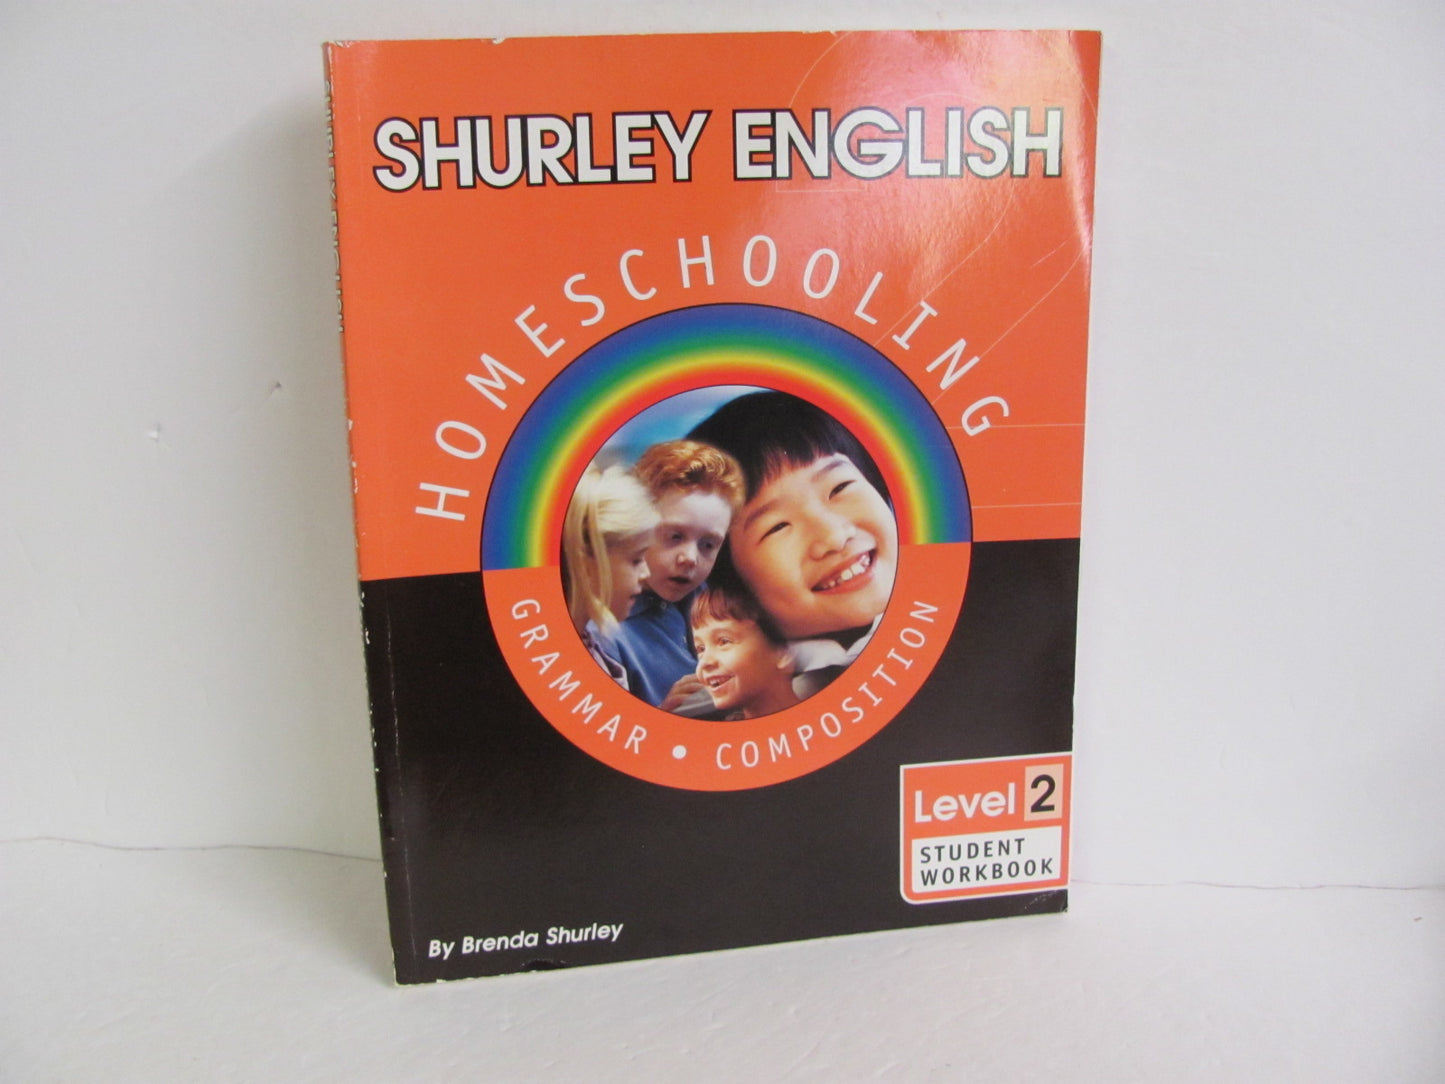 SHURLEY ENGLISH
HOMESCHOOLING
GRAMMAR • COMPOSITION
Level 2
STUDENT
WORKBOOK
By Brenda Shurley